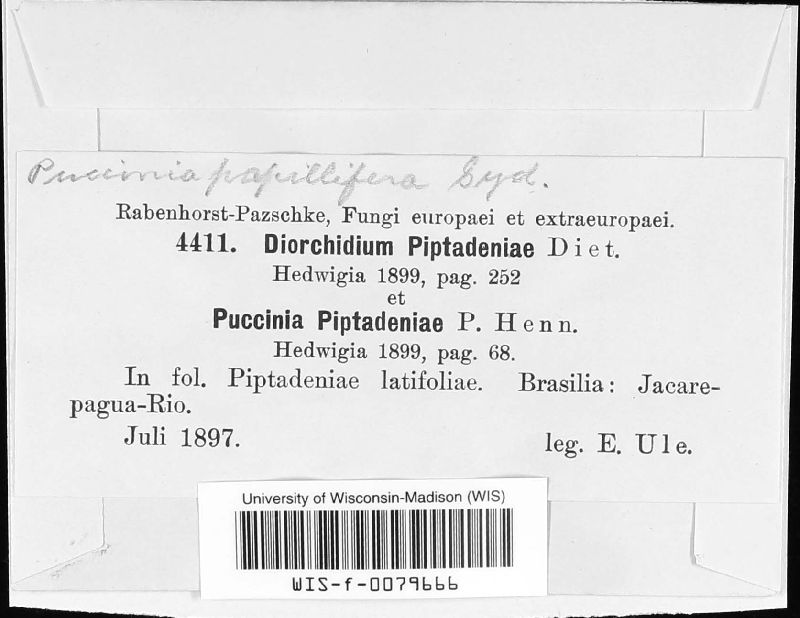 Puccinia papillifera Syd.
Rabenhorst-Pazschke, Fungi europaei et extraeuropaei.
4411. Diorchidium Piptadeniae Diet.
Hedwigia 1899, pag. 252
et
Puccinia Piptadeniae P. Henn.
Hedwigia 1899, pag. 68.
In fol. Piptadeniae latifoliae. Brasilia: Jacare-
pagua-Rio.
Juli 1897. leg. E. Ule.
University of Wisconsin-Madison (WIS)
WIS-f-0079666